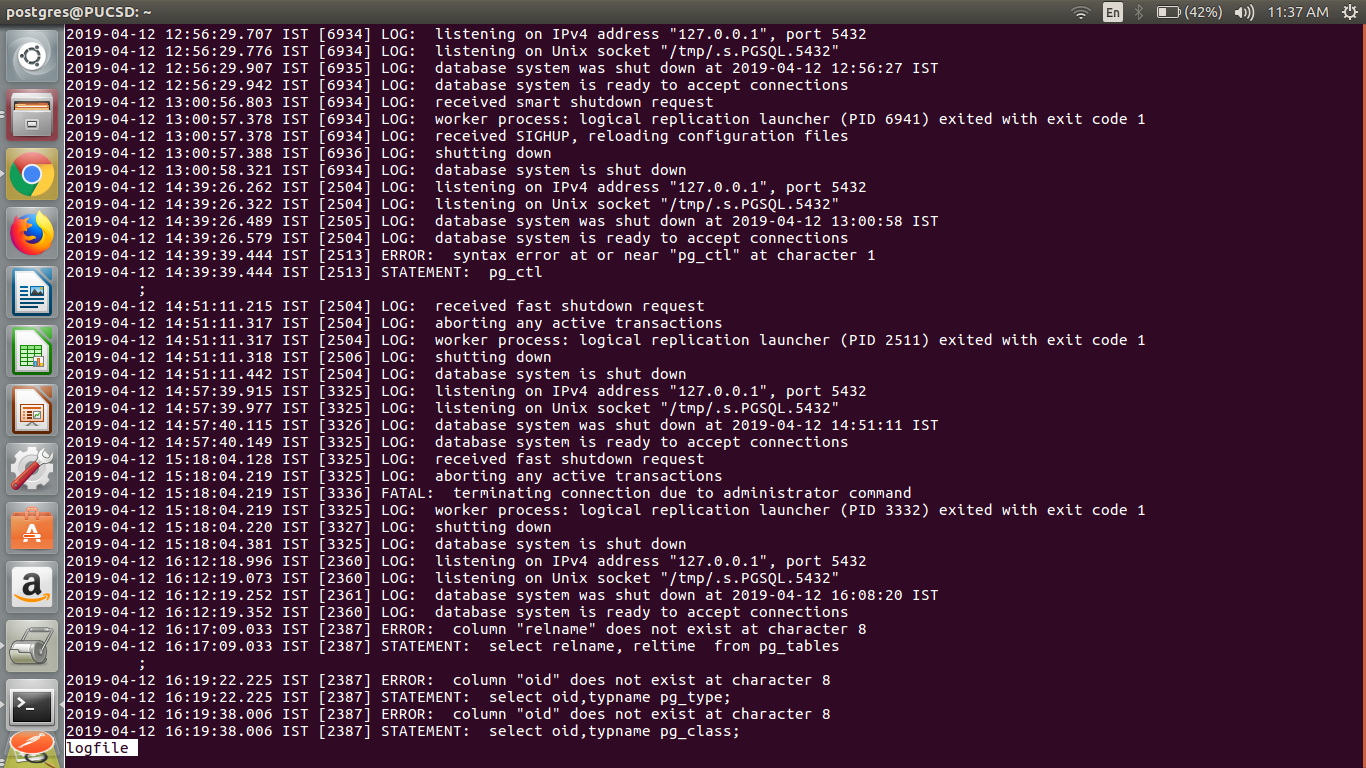 postgres@PUCSD: ~
En
(42%)
11:37 AM
2019-04-12 12:56:29.707 IST [6934] LOG:  listening on IPv4 address "127.0.0.1", port 5432
2019-04-12 12:56:29.776 IST [6934] LOG:  listening on Unix socket "/tmp/.s.PGSQL.5432"
2019-04-12 12:56:29.907 IST [6935] LOG:  database system was shut down at 2019-04-12 12:56:27 IST
2019-04-12 12:56:29.942 IST [6934] LOG:  database system is ready to accept connections
2019-04-12 13:00:56.803 IST [6934] LOG:  received smart shutdown request
2019-04-12 13:00:57.378 IST [6934] LOG:  worker process: logical replication launcher (PID 6941) exited with exit code 1
2019-04-12 13:00:57.378 IST [6934] LOG:  received SIGHUP, reloading configuration files
2019-04-12 13:00:57.388 IST [6936] LOG:  shutting down
2019-04-12 13:00:58.321 IST [6934] LOG:  database system is shut down
2019-04-12 14:39:26.262 IST [2504] LOG:  listening on IPv4 address "127.0.0.1", port 5432
2019-04-12 14:39:26.322 IST [2504] LOG:  listening on Unix socket "/tmp/.s.PGSQL.5432"
2019-04-12 14:39:26.489 IST [2505] LOG:  database system was shut down at 2019-04-12 13:00:58 IST
2019-04-12 14:39:26.579 IST [2504] LOG:  database system is ready to accept connections
2019-04-12 14:39:39.444 IST [2513] ERROR:  syntax error at or near "pg_ctl" at character 1
2019-04-12 14:39:39.444 IST [2513] STATEMENT:  pg_ctl
;
2019-04-12 14:51:11.215 IST [2504] LOG:  received fast shutdown request
2019-04-12 14:51:11.317 IST [2504] LOG:  aborting any active transactions
2019-04-12 14:51:11.317 IST [2504] LOG:  worker process: logical replication launcher (PID 2511) exited with exit code 1
2019-04-12 14:51:11.318 IST [2506] LOG:  shutting down
2019-04-12 14:51:11.442 IST [2504] LOG:  database system is shut down
2019-04-12 14:57:39.915 IST [3325] LOG:  listening on IPv4 address "127.0.0.1", port 5432
2019-04-12 14:57:39.977 IST [3325] LOG:  listening on Unix socket "/tmp/.s.PGSQL.5432"
2019-04-12 14:57:40.115 IST [3326] LOG:  database system was shut down at 2019-04-12 14:51:11 IST
2019-04-12 14:57:40.149 IST [3325] LOG:  database system is ready to accept connections
2019-04-12 15:18:04.128 IST [3325] LOG:  received fast shutdown request
2019-04-12 15:18:04.219 IST [3325] LOG:  aborting any active transactions
2019-04-12 15:18:04.219 IST [3336] FATAL:  terminating connection due to administrator command
2019-04-12 15:18:04.219 IST [3325] LOG:  worker process: logical replication launcher (PID 3332) exited with exit code 1
2019-04-12 15:18:04.220 IST [3327] LOG:  shutting down
2019-04-12 15:18:04.381 IST [3325] LOG:  database system is shut down
2019-04-12 16:12:18.996 IST [2360] LOG:  listening on IPv4 address "127.0.0.1", port 5432
2019-04-12 16:12:19.073 IST [2360] LOG:  listening on Unix socket "/tmp/.s.PGSQL.5432"
2019-04-12 16:12:19.252 IST [2361] LOG:  database system was shut down at 2019-04-12 16:08:20 IST
2019-04-12 16:12:19.352 IST [2360] LOG:  database system is ready to accept connections
2019-04-12 16:17:09.033 IST [2387] ERROR:  column "relname" does not exist at character 8
2019-04-12 16:17:09.033 IST [2387] STATEMENT:  select relname, reltime  from pg_tables
;
2019-04-12 16:19:22.225 IST [2387] ERROR:  column "oid" does not exist at character 8
2019-04-12 16:19:22.225 IST [2387] STATEMENT:  select oid,typname pg_type;
2019-04-12 16:19:38.006 IST [2387] ERROR:  column "oid" does not exist at character 8
2019-04-12 16:19:38.006 IST [2387] STATEMENT:  select oid,typname pg_class;
logfile